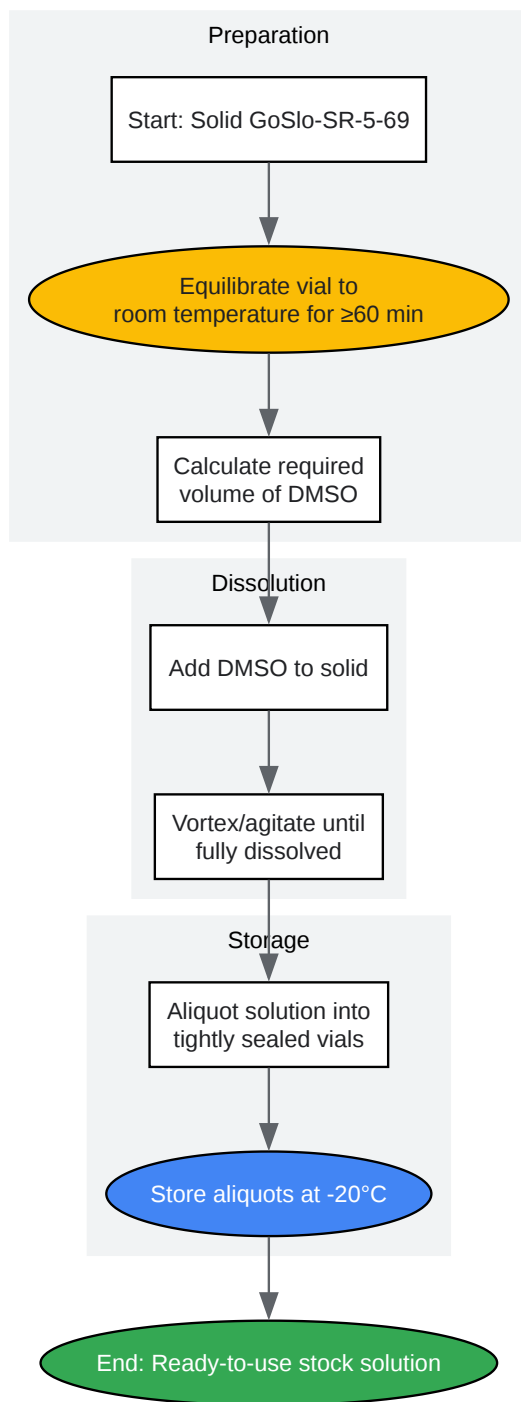 Preparation
Start: Solid GoSlo-SR-5-69
Equilibrate vial to
room temperature for ≥60 min
Calculate required
volume of DMSO
Dissolution
Add DMSO to solid
Vortex/agitate until
fully dissolved
Storage
Aliquot solution into
tightly sealed vials
Store aliquots at -20°C
End: Ready-to-use stock solution